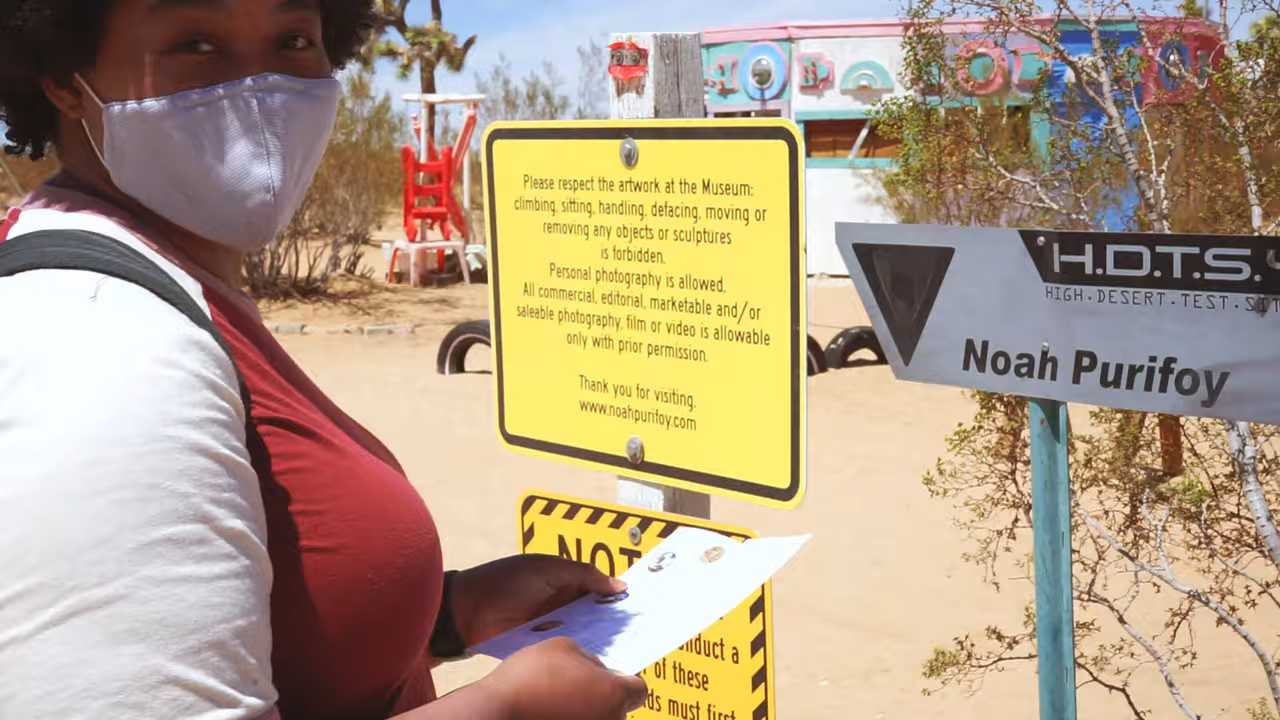 Please respect the artwork at the Museum:
climbing, sitting, handling, defacing, moving or
removing any objects or sculptures
is forbidden.
Personal photography is allowed.
All commercial, editorial, marketable and/or
saleable photography, film or video is allowable
only with prior permission.
Thank you for visiting.
www.noahpurifoy.com
H.D.T.S.
HIGH.DESERT.TEST.SIT
Noah Purifoy
NOT
nduct a
of these
ds must first